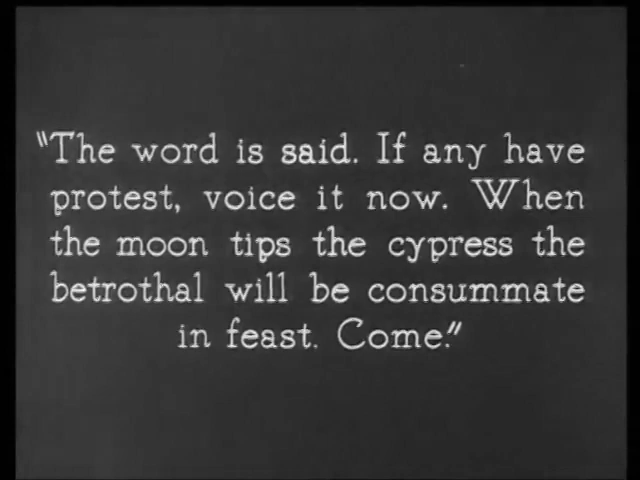 "The word is said. If any have
protest, voice it now. When
the moon tips the cypress the
betrothal will be consummate
in feast. Come."